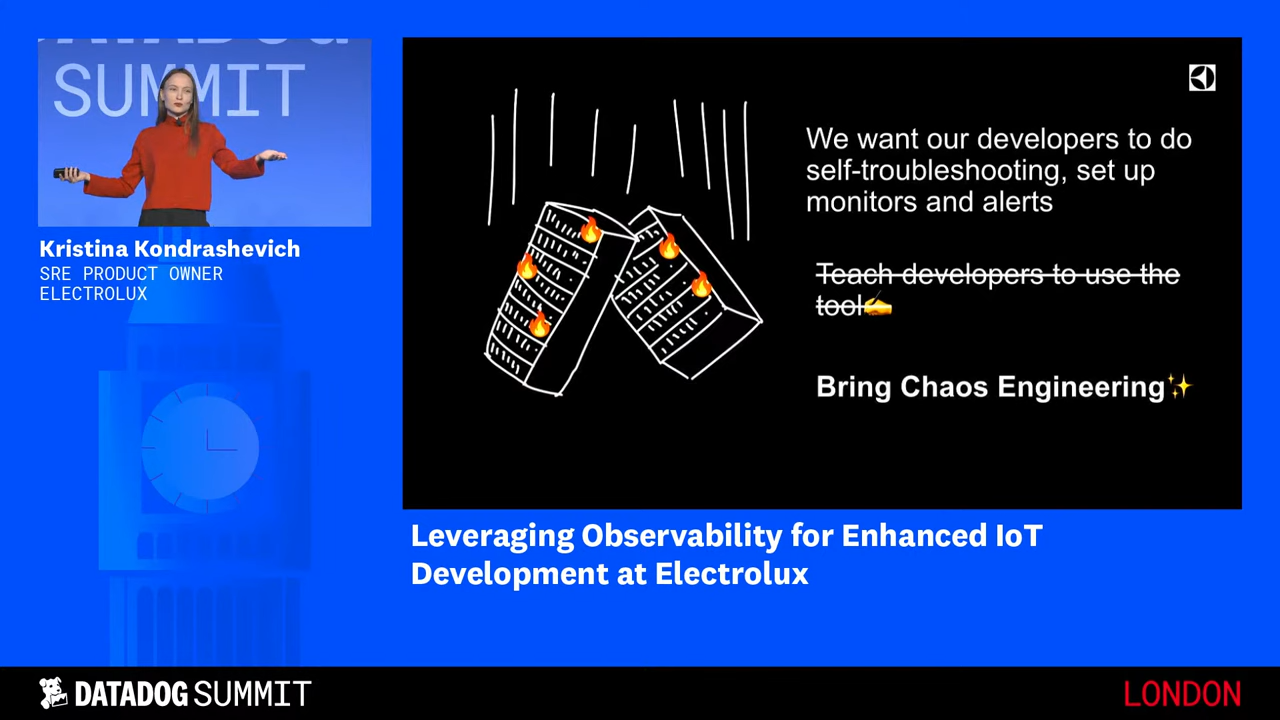 SUMMIT
Kristina Kondrashevich
SRE PRODUCT OWNER
ELECTROLUX
We want our developers to do
self-troubleshooting, set up
monitors and alerts
Teach developers to use the
tool✍️
Bring Chaos Engineering✨
Leveraging Observability for Enhanced IoT
Development at Electrolux
DATADOG SUMMIT
LONDON